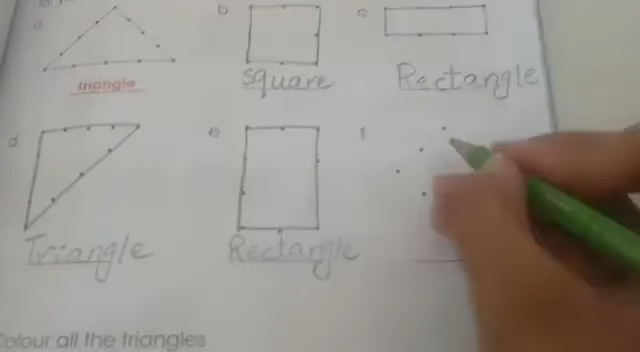 a b c
triangle square Rectangle
d e f
Triangle Rectangle
Colour all the triangles